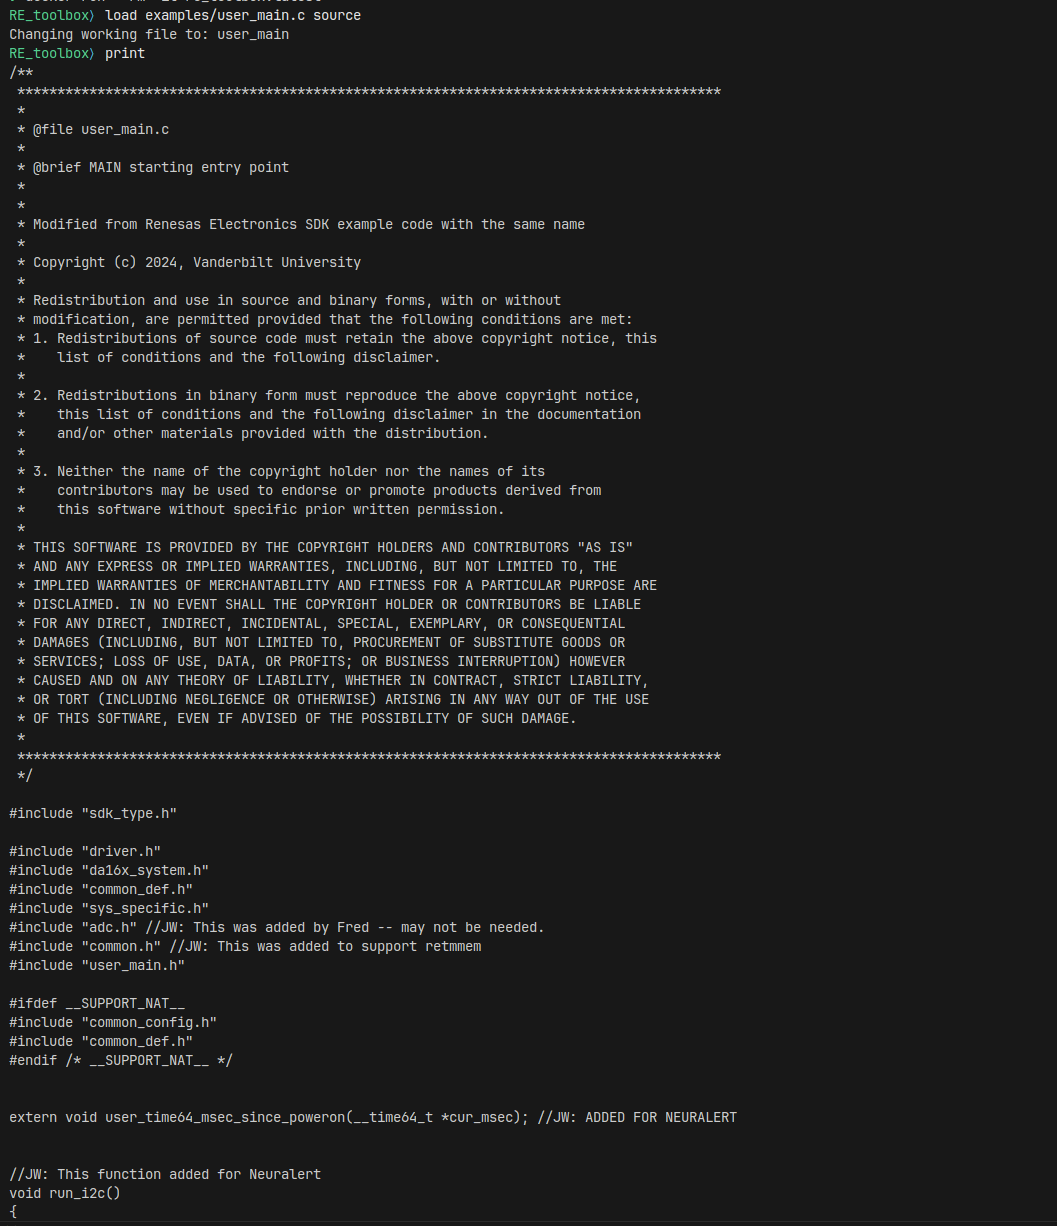 RE_toolbox⟩ load examples/user_main.c source
Changing working file to: user_main
RE_toolbox⟩ print
/**
 ****************************************************************************************
 *
 * @file user_main.c
 *
 * @brief MAIN starting entry point
 *
 *
 * Modified from Renesas Electronics SDK example code with the same name
 *
 * Copyright (c) 2024, Vanderbilt University
 *
 * Redistribution and use in source and binary forms, with or without
 * modification, are permitted provided that the following conditions are met:
 * 1. Redistributions of source code must retain the above copyright notice, this
 *    list of conditions and the following disclaimer.
 *
 * 2. Redistributions in binary form must reproduce the above copyright notice,
 *    this list of conditions and the following disclaimer in the documentation
 *    and/or other materials provided with the distribution.
 *
 * 3. Neither the name of the copyright holder nor the names of its
 *    contributors may be used to endorse or promote products derived from
 *    this software without specific prior written permission.
 *
 * THIS SOFTWARE IS PROVIDED BY THE COPYRIGHT HOLDERS AND CONTRIBUTORS "AS IS"
 * AND ANY EXPRESS OR IMPLIED WARRANTIES, INCLUDING, BUT NOT LIMITED TO, THE
 * IMPLIED WARRANTIES OF MERCHANTABILITY AND FITNESS FOR A PARTICULAR PURPOSE ARE
 * DISCLAIMED. IN NO EVENT SHALL THE COPYRIGHT HOLDER OR CONTRIBUTORS BE LIABLE
 * FOR ANY DIRECT, INDIRECT, INCIDENTAL, SPECIAL, EXEMPLARY, OR CONSEQUENTIAL
 * DAMAGES (INCLUDING, BUT NOT LIMITED TO, PROCUREMENT OF SUBSTITUTE GOODS OR
 * SERVICES; LOSS OF USE, DATA, OR PROFITS; OR BUSINESS INTERRUPTION) HOWEVER
 * CAUSED AND ON ANY THEORY OF LIABILITY, WHETHER IN CONTRACT, STRICT LIABILITY,
 * OR TORT (INCLUDING NEGLIGENCE OR OTHERWISE) ARISING IN ANY WAY OUT OF THE USE
 * OF THIS SOFTWARE, EVEN IF ADVISED OF THE POSSIBILITY OF SUCH DAMAGE.
 *
 ****************************************************************************************
 */

#include "sdk_type.h"

#include "driver.h"
#include "da16x_system.h"
#include "common_def.h"
#include "sys_specific.h"
#include "adc.h" //JW: This was added by Fred -- may not be needed.
#include "common.h" //JW: This was added to support retmmem
#include "user_main.h"

#ifdef __SUPPORT_NAT__
#include "common_config.h"
#include "common_def.h"
#endif /* __SUPPORT_NAT__ */


extern void user_time64_msec_since_poweron(__time64_t *cur_msec); //JW: ADDED FOR NEURALERT


//JW: This function added for Neuralert
void run_i2c()
{